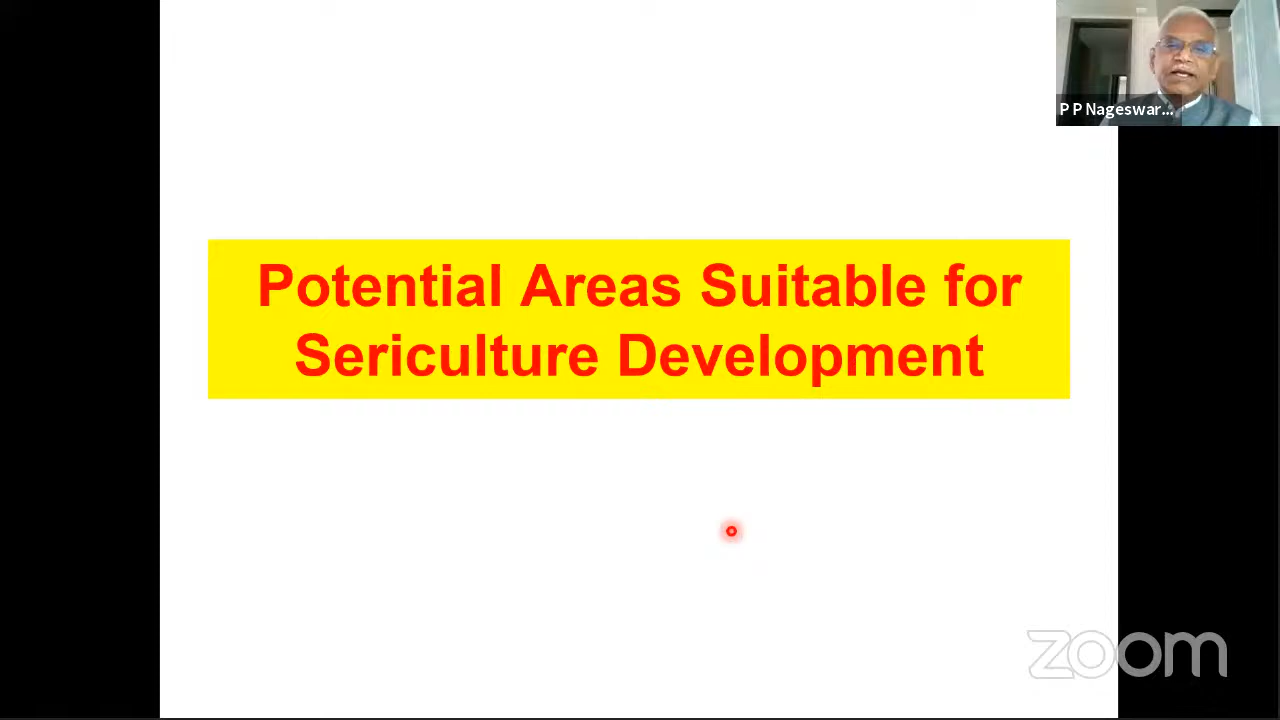 P P Nageswar...
Potential Areas Suitable for
Sericulture Development
zoom